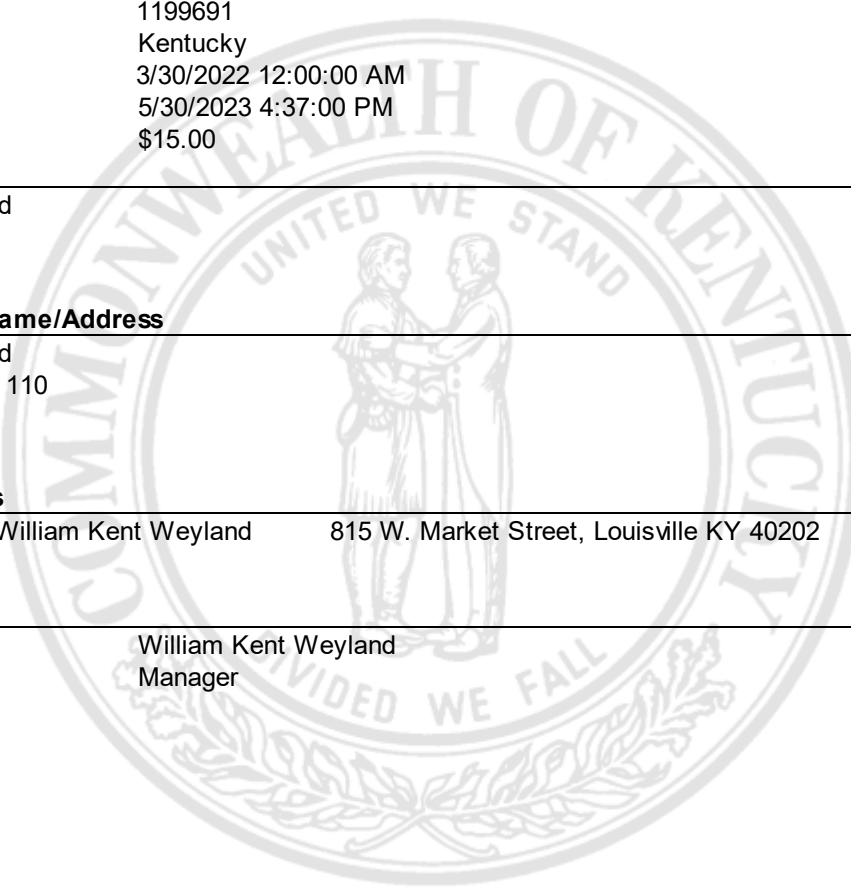 1199691
Kentucky
3/30/2022 12:00:00 AM
5/30/2023 4:37:00 PM
$15.00
d
ame/Address
d
110
s
William Kent Weyland 815 W. Market Street, Louisville KY 40202
William Kent Weyland
Manager
COMMONWEALTH OF KENTUCKY
UNITED WE STAND
DIVIDED WE FALL